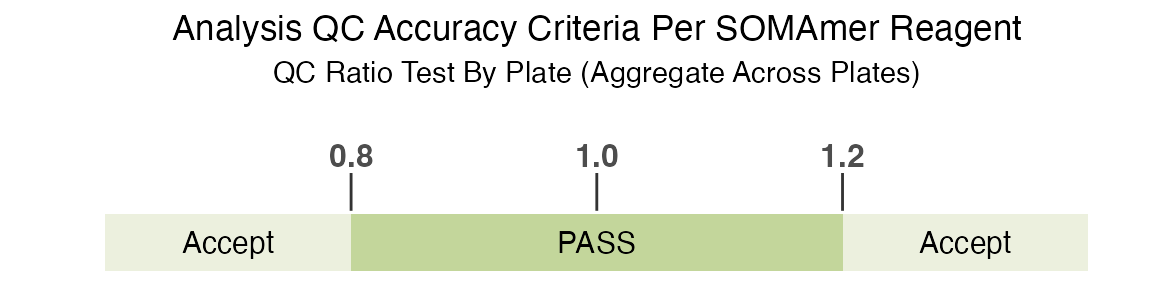 Analysis QC Accuracy Criteria Per SOMAmer Reagent
QC Ratio Test By Plate (Aggregate Across Plates)
0.8 1.0 1.2
Accept PASS Accept